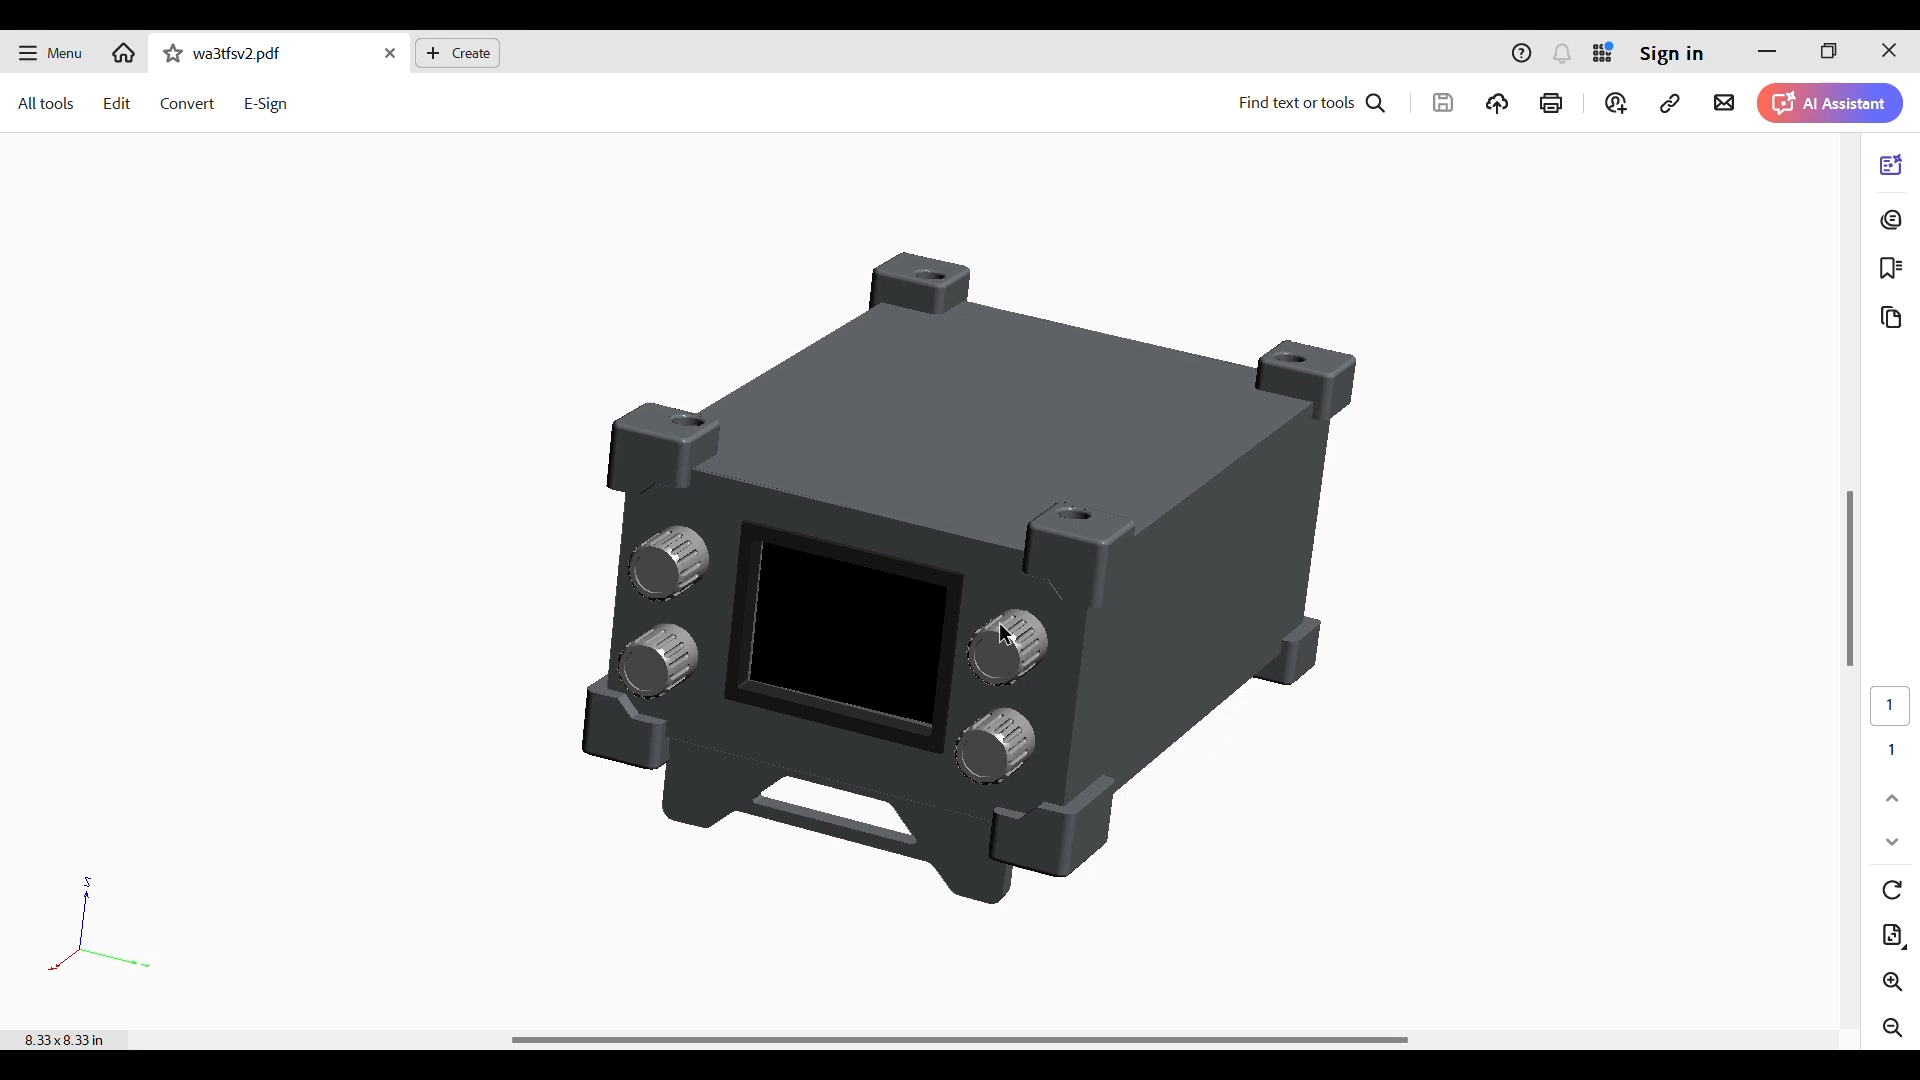 Menu
wa3tfsv2.pdf
Create
Sign in
All tools
Edit
Convert
E-Sign
Find text or tools
AI Assistant
1
1
Z
8.33 x 8.33 in